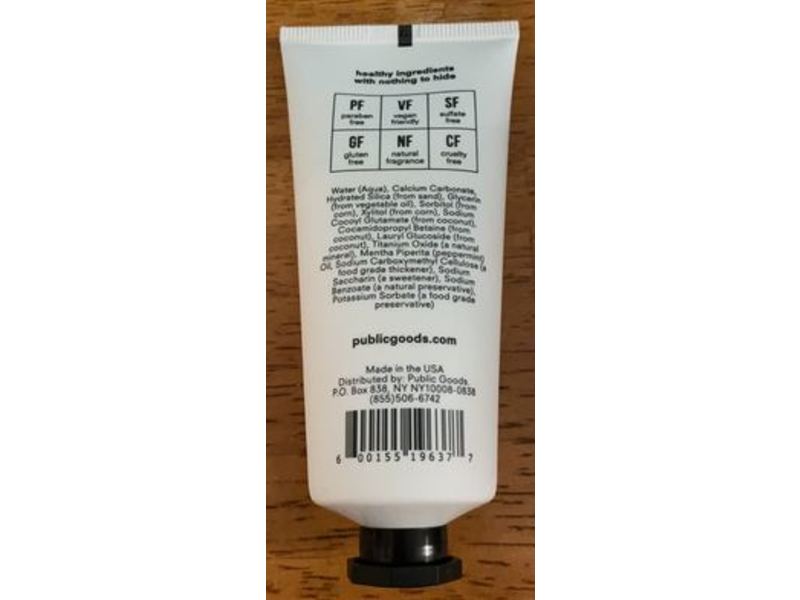 healthy ingredients
with nothing to hide
PF
paraben
free
VF
vegan
friendly
SF
sulfate
free
GF
gluten
free
NF
natural
fragrance
CF
cruelty
free
Water (Aqua), Calcium Carbonate,
Hydrated Silica (from sand), Glycerin
(from vegetable oil), Sorbitol (from
corn), Xylitol (from corn), Sodium
Cocoyl Glutamate (from coconut),
Cocamidopropyl Betaine (from
coconut), Lauryl Glucoside (from
coconut), Titanium Oxide (a natural
mineral), Mentha Piperita (peppermint)
Oil, Sodium Carboxymethyl Cellulose (a
food grade thickener), Sodium
Saccharin (a sweetener), Sodium
Benzoate (a natural preservative),
Potassium Sorbate (a food grade
preservative)
publicgoods.com
Made in the USA
Distributed by: Public Goods
P.O. Box 838, NY NY10008-0838
(855)506-6742
6 00155 19637 7